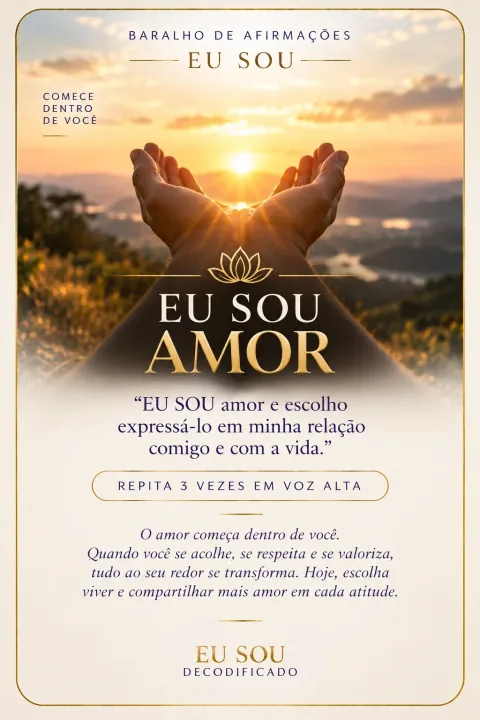 BARALHO DE AFIRMAÇÕES
EU SOU
COMECE
DENTRO
DE VOCÊ
EU SOU
AMOR
“EU SOU amor e escolho
expressá-lo em minha relação
comigo e com a vida.”
REPITA 3 VEZES EM VOZ ALTA
O amor começa dentro de você.
Quando você se acolhe, se respeita e se valoriza,
tudo ao seu redor se transforma. Hoje, escolha
viver e compartilhar mais amor em cada atitude.
EU SOU
DECODIFICADO